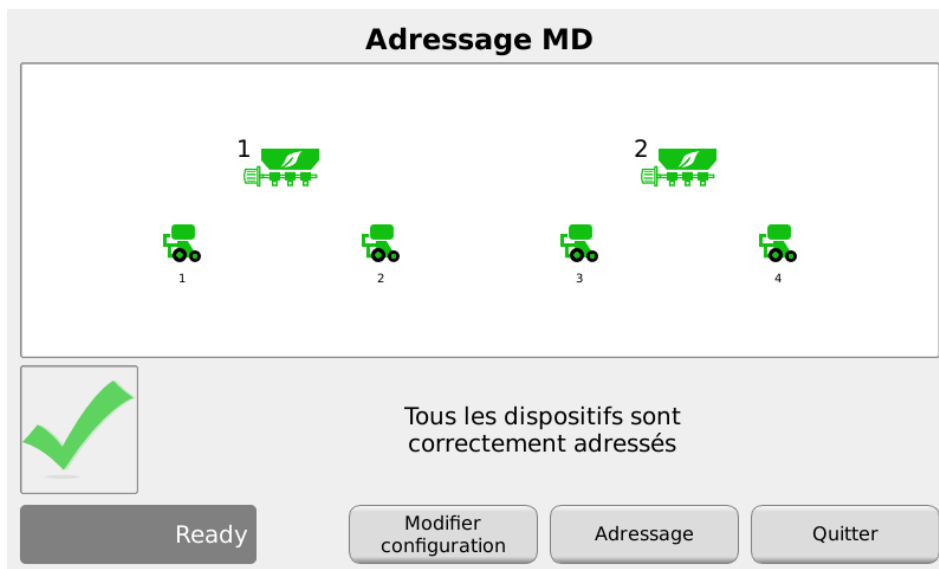 Adressage MD
1
2
1
2
3
4
Tous les dispositifs sont
correctement adressés
Ready
Modifier
configuration
Adressage
Quitter